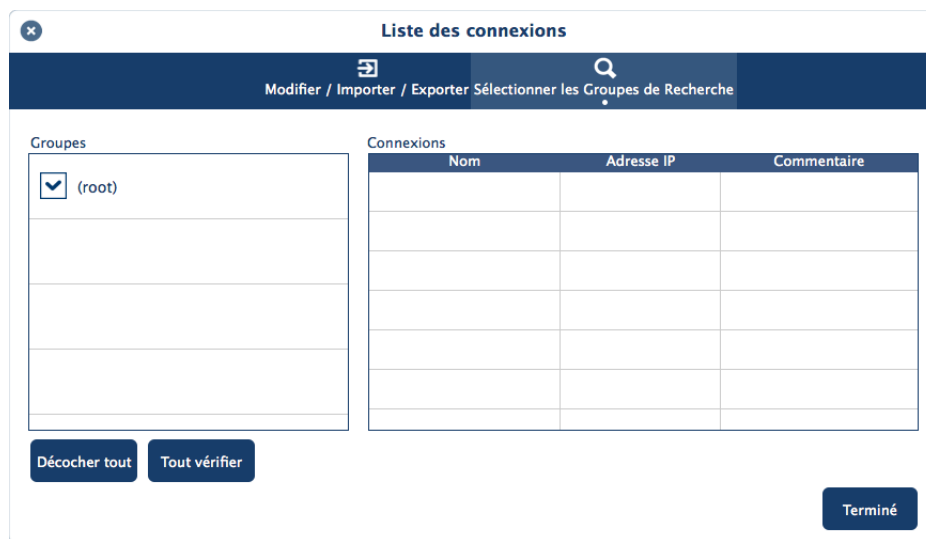 Liste des connexions
Modifier / Importer / Exporter
Sélectionner les Groupes de Recherche
Groupes
(root)
Connexions
Nom Adresse IP Commentaire
Décocher tout
Tout vérifier
Terminé